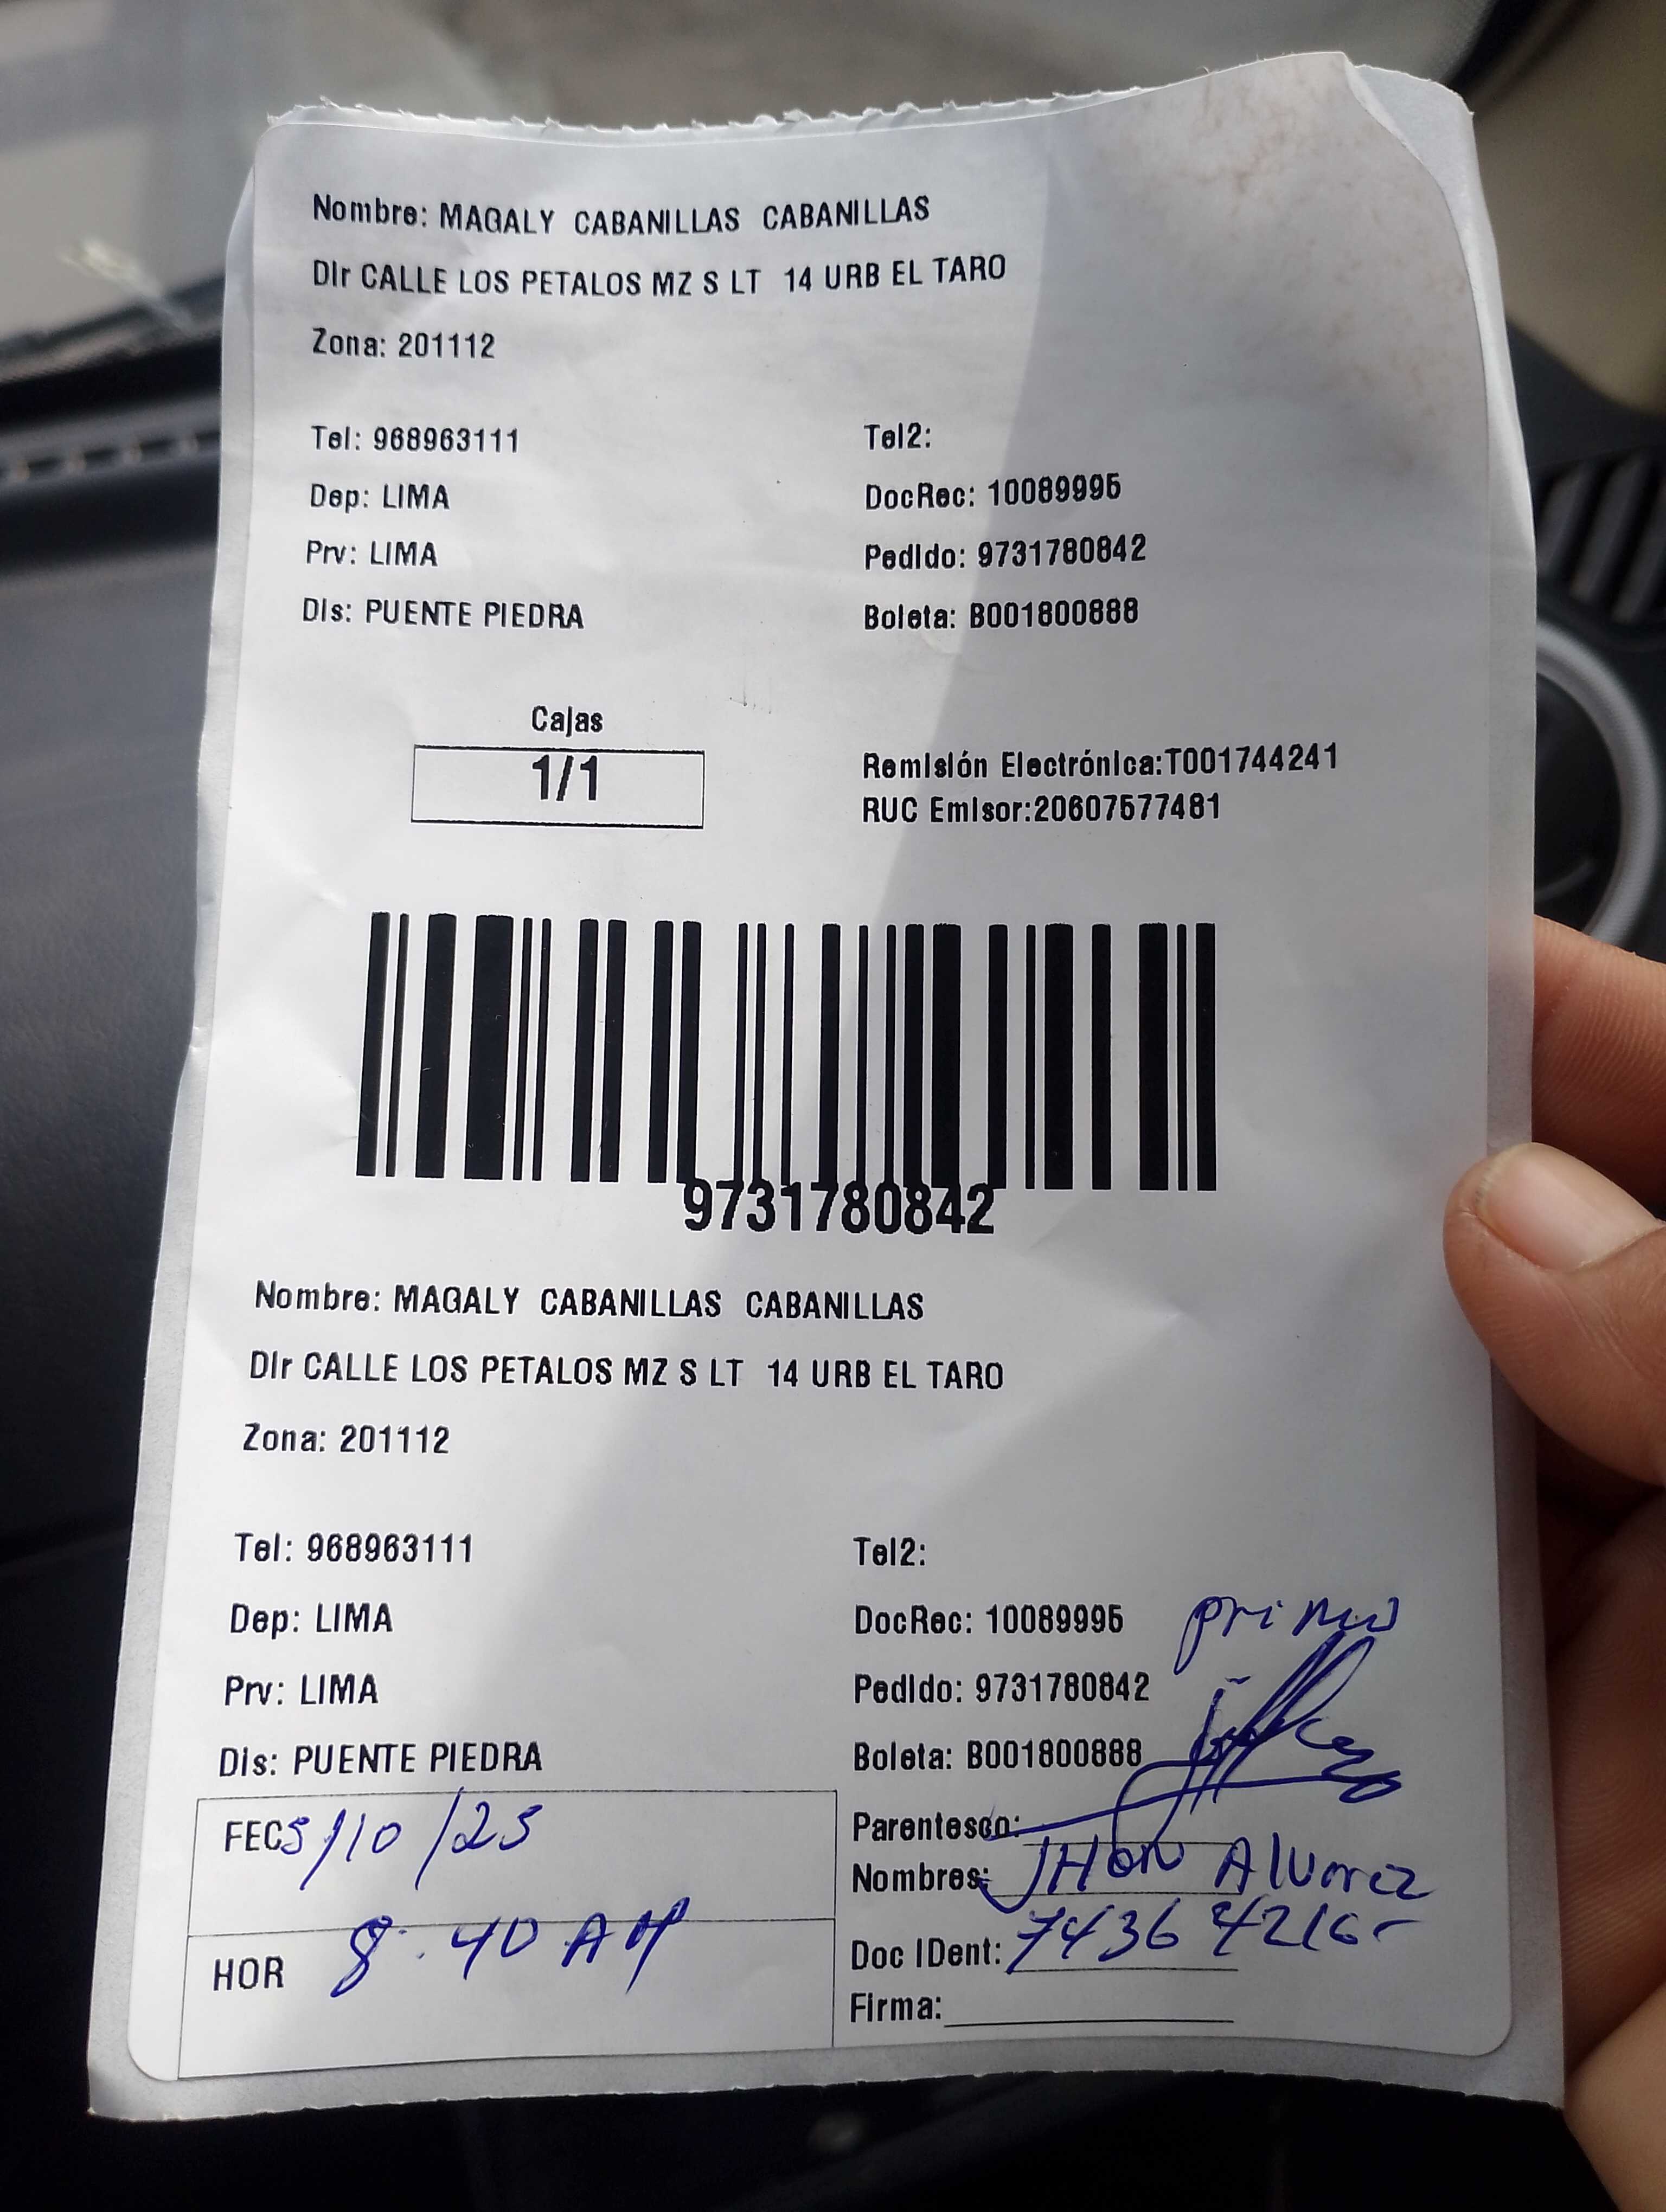 Nombre: MAGALY CABANILLAS CABANILLAS
Dir CALLE LOS PETALOS MZ S LT 14 URB EL TARO
Zona: 201112
Tel: 968963111 Tel2:
Dep: LIMA DocRec: 10089995
Prv: LIMA Pedido: 9731780842
Dis: PUENTE PIEDRA Boleta: B001800888
Cajas
1/1
Remisión Electrónica:T001744241
RUC Emisor:20607577481
9731780842
Nombre: MAGALY CABANILLAS CABANILLAS
Dir CALLE LOS PETALOS MZ S LT 14 URB EL TARO
Zona: 201112
Tel: 968963111 Tel2:
Dep: LIMA DocRec: 10089995 primo
Prv: LIMA Pedido: 9731780842
Dis: PUENTE PIEDRA Boleta: B001800888
FEC 5/10/25 Parentesco:
Nombres: JHON Alvarez
HOR 8:40 AM Doc IDent:
Firma: